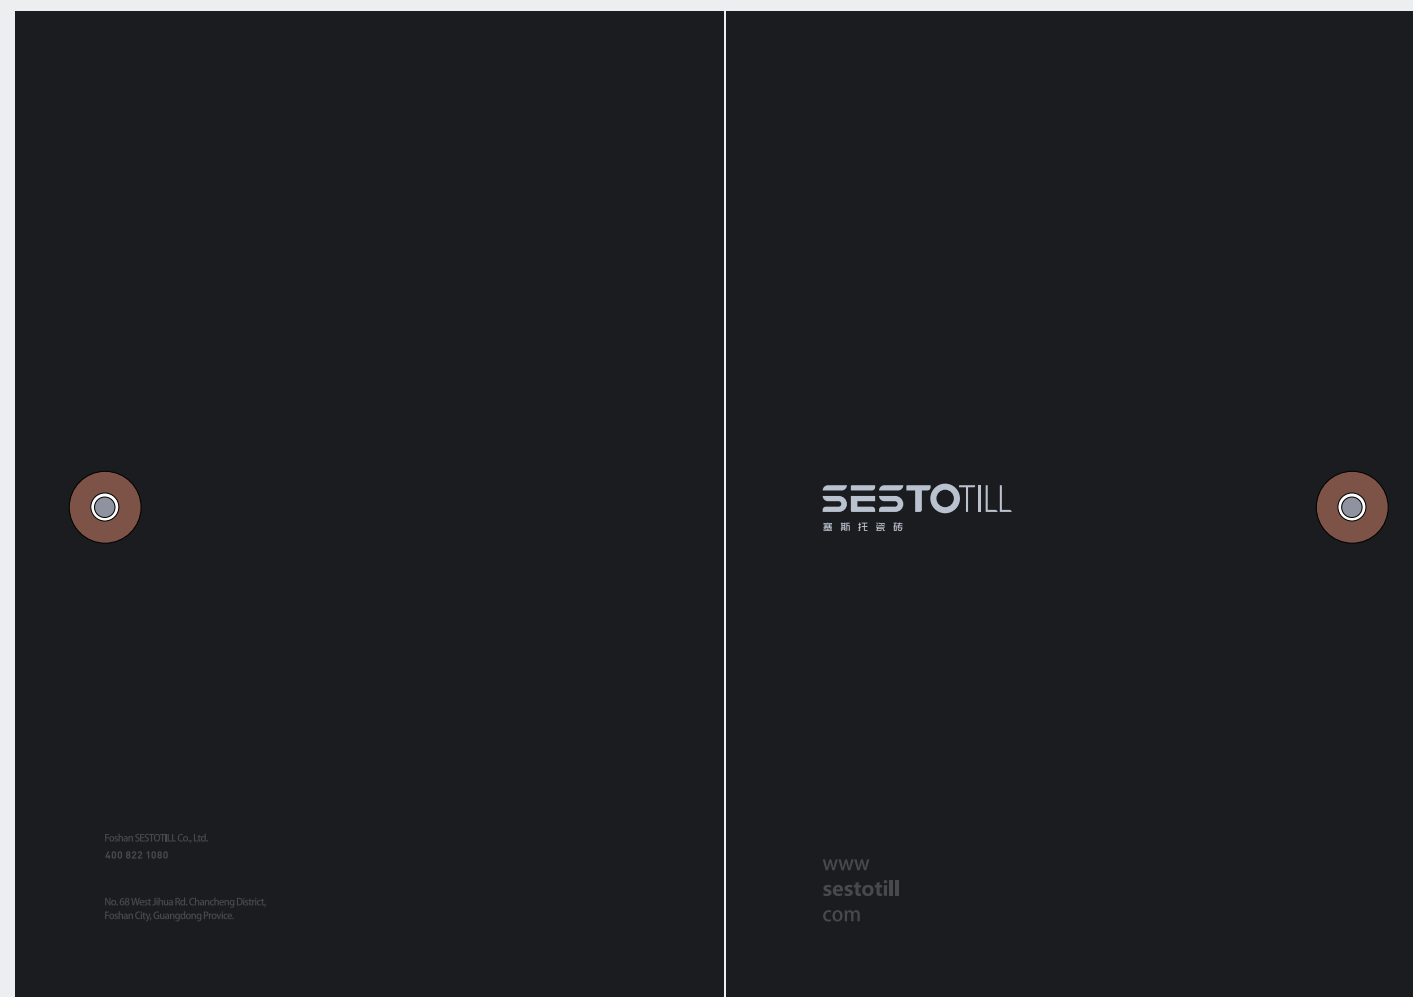 Foshan SESTOTILL Co., Ltd.
400 822 1080
No. 68 West Jihua Rd. Chancheng District,
Foshan City, Guangdong Provice.
SESTOTILL
塞斯托瓷砖
www
sestotill
com